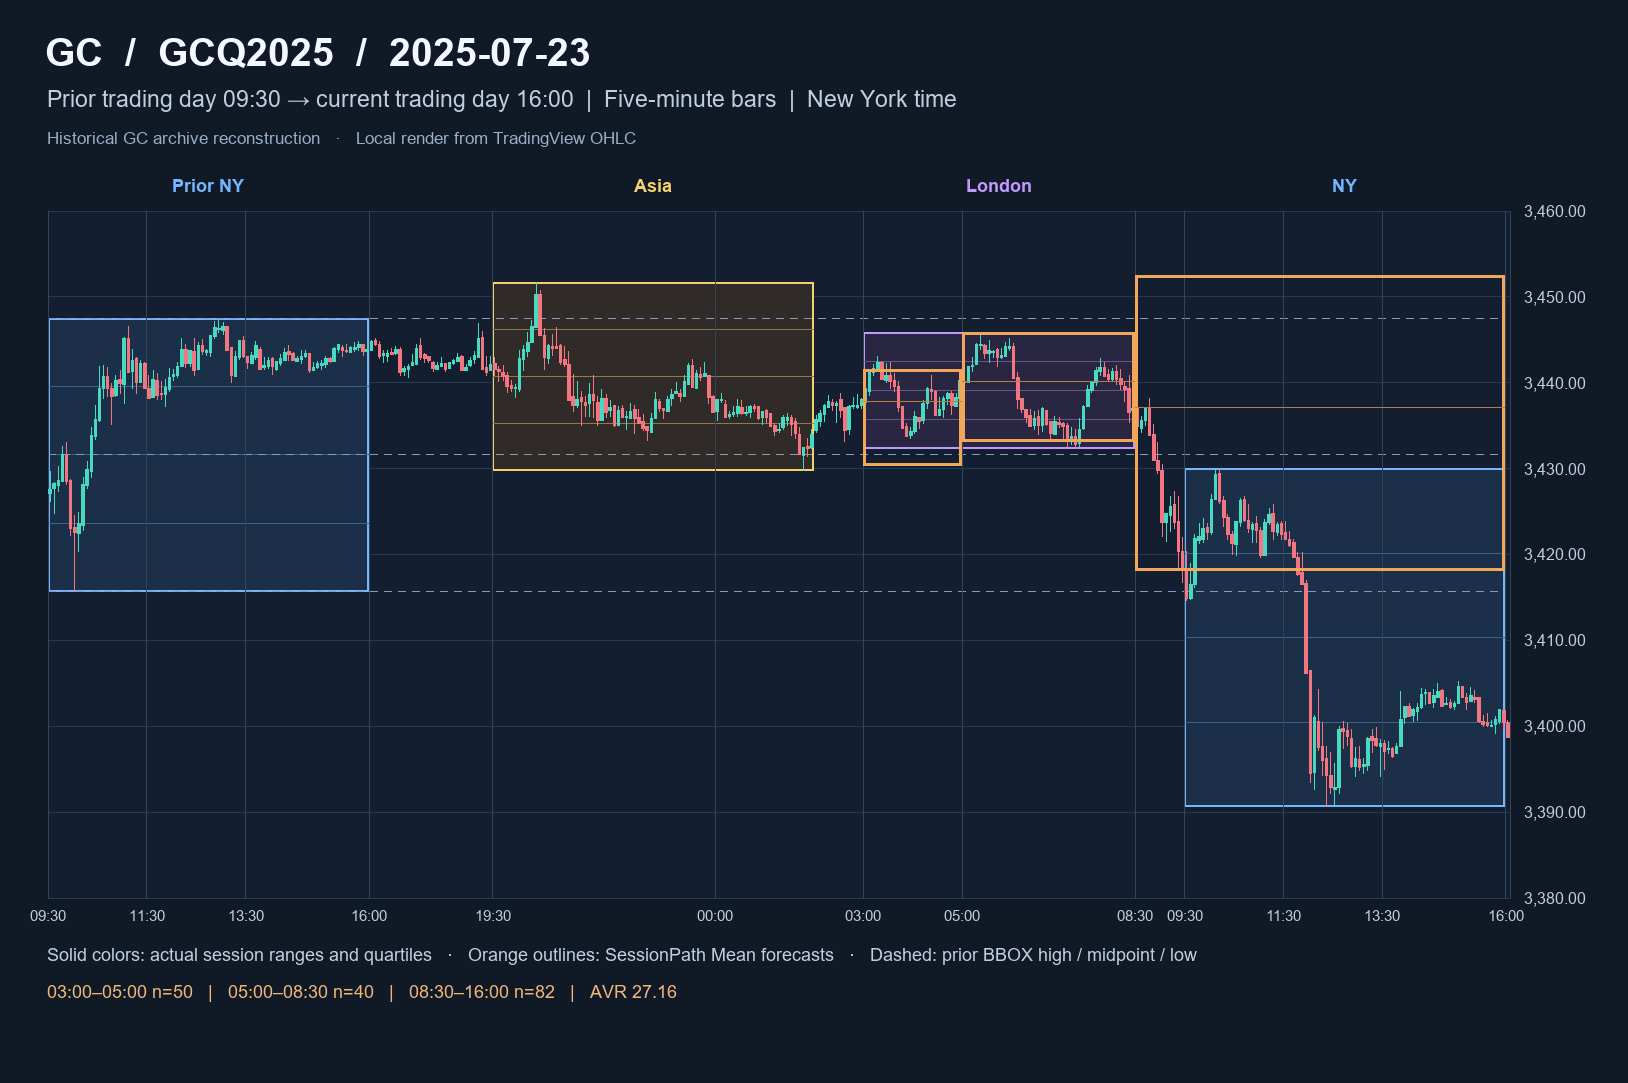 GC / GCQ2025 / 2025-07-23
Prior trading day 09:30 → current trading day 16:00 | Five-minute bars | New York time
Historical GC archive reconstruction · Local render from TradingView OHLC
Prior NY Asia London NY
3,460.00
3,450.00
3,440.00
3,430.00
3,420.00
3,410.00
3,400.00
3,390.00
3,380.00
09:30 11:30 13:30 16:00 19:30 00:00 03:00 05:00 08:30 09:30 11:30 13:30 16:00
Solid colors: actual session ranges and quartiles · Orange outlines: SessionPath Mean forecasts · Dashed: prior BBOX high / midpoint / low
03:00–05:00 n=50 | 05:00–08:30 n=40 | 08:30–16:00 n=82 | AVR 27.16